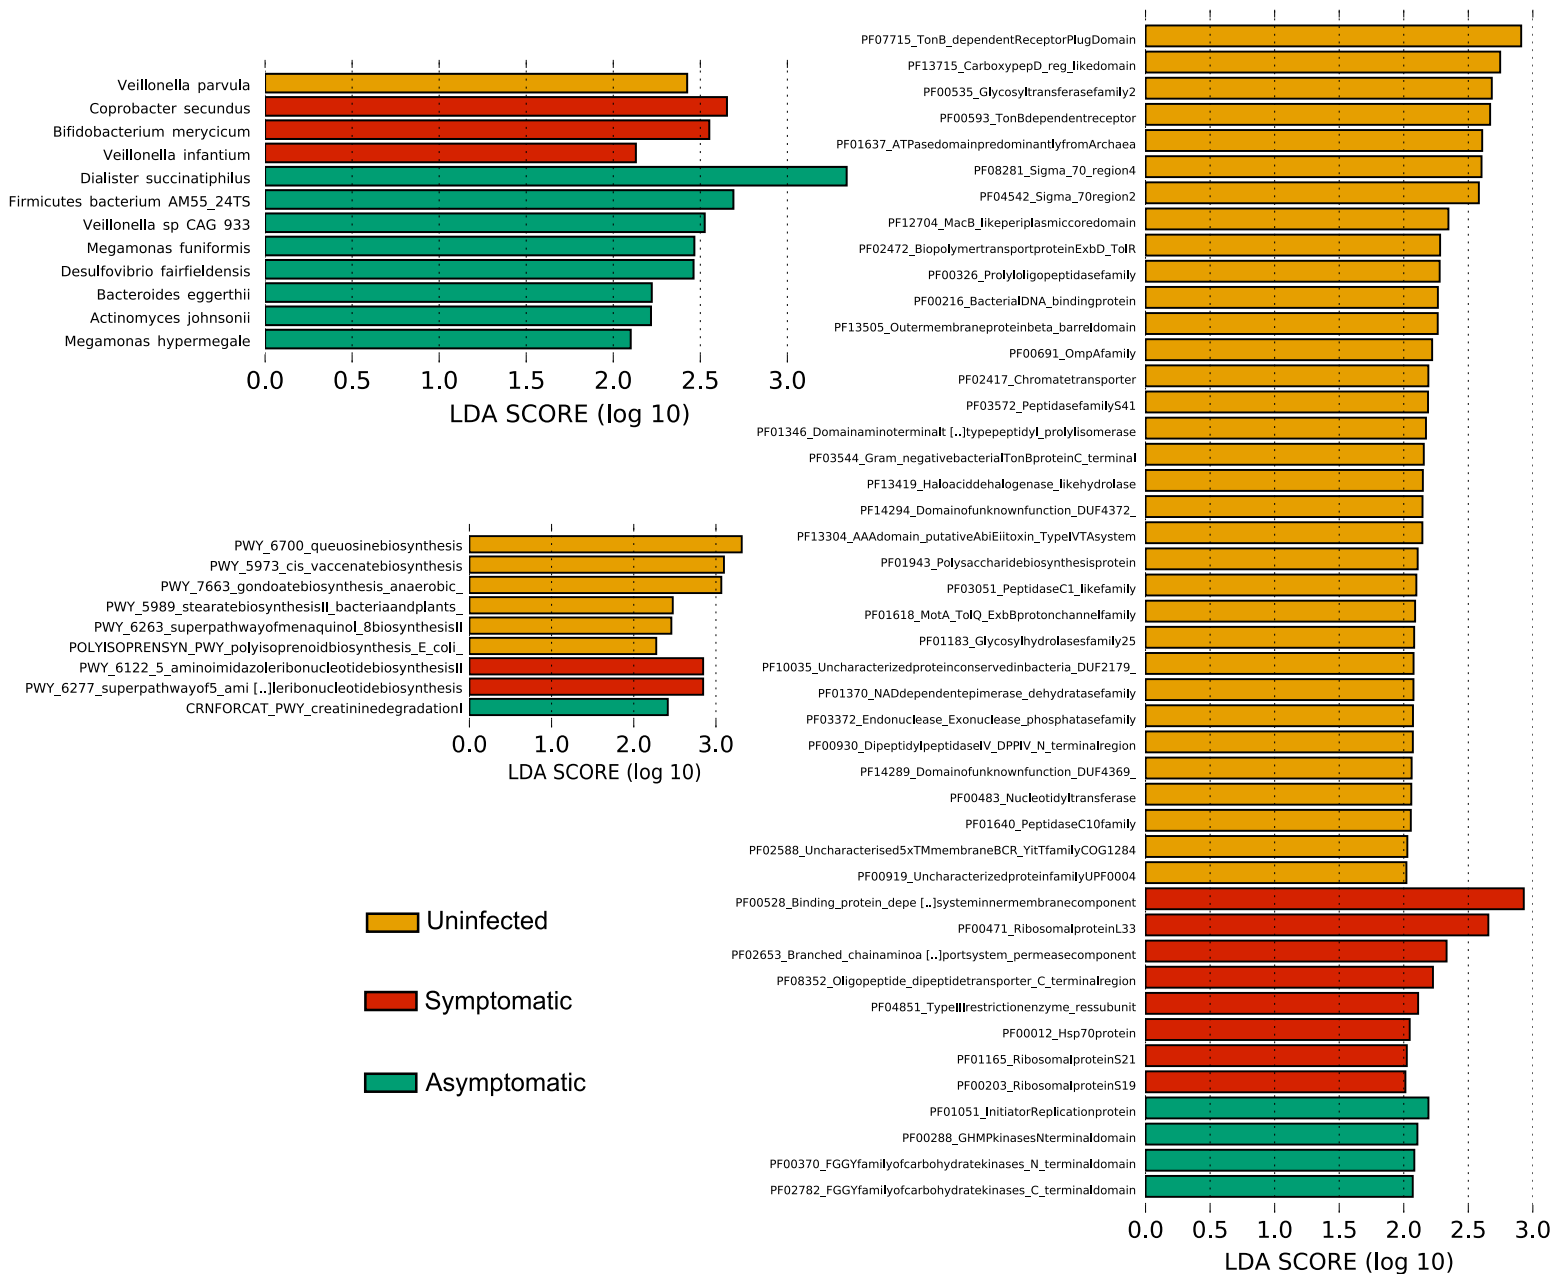 Veillonella parvula
Coprobacter secundus
Bifidobacterium merycicum
Veillonella infantium
Dialister succinatiphilus
Firmicutes bacterium AM55_24TS
Veillonella sp CAG 933
Megamonas funiformis
Desulfovibrio fairfieldensis
Bacteroides eggerthii
Actinomyces johnsonii
Megamonas hypermegale
0.0 0.5 1.0 1.5 2.0 2.5 3.0
LDA SCORE (log 10)
PWY_6700_queuosinebiosynthesis
PWY_5973_cis_vaccenatebiosynthesis
PWY_7663_gondoatebiosynthesis_anaerobic_
PWY_5989_stearatebiosynthesisII_bacteriaandplants_
PWY_6263_superpathwayofmenaquinol_8biosynthesisII
POLYISOPRENSYN_PWY_polyisoprenoidbiosynthesis_E_coli_
PWY_6122_5_aminoimidazoleribonucleotidebiosynthesisII
PWY_6277_superpathwayof5_ami [..]leribonucleotidebiosynthesis
CRNFORCAT_PWY_creatininedegradationI
0.0 1.0 2.0 3.0
LDA SCORE (log 10)
Uninfected
Symptomatic
Asymptomatic
PF07715_TonB_dependentReceptorPlugDomain
PF13715_CarboxypepD_reg_likedomain
PF00535_Glycosyltransferasefamily2
PF00593_TonBdependentreceptor
PF01637_ATPasedomainpredominantlyfromArchaea
PF08281_Sigma_70_region4
PF04542_Sigma_70region2
PF12704_MacB_likeperiplasmiccoredomain
PF02472_BiopolymertransportproteinExbD_TolR
PF00326_Prolyloligopeptidasefamily
PF00216_BacterialDNA_bindingprotein
PF13505_Outermembraneproteinbeta_barreldomain
PF00691_OmpAfamily
PF02417_Chromatetransporter
PF03572_PeptidasefamilyS41
PF01346_Domainaminoterminalt [..]typepeptidyl_prolylisomerase
PF03544_Gram_negativebacterialTonBproteinC_terminal
PF13419_Haloaciddehalogenase_likehydrolase
PF14294_Domainofunknownfunction_DUF4372_
PF13304_AAAdomain_putativeAbiEiitoxin_TypeIVTAsystem
PF01943_Polysaccharidebiosynthesisprotein
PF03051_PeptidaseC1_likefamily
PF01618_MotA_TolQ_ExbBprotonchannelfamily
PF01183_Glycosylhydrolasesfamily25
PF10035_Uncharacterizedproteinconservedinbacteria_DUF2179_
PF01370_NADdependentepimerase_dehydratasefamily
PF03372_Endonuclease_Exonuclease_phosphatasefamily
PF00930_DipeptidylpeptidaseIV_DPPIV_N_terminalregion
PF14289_Domainofunknownfunction_DUF4369_
PF00483_Nucleotidyltransferase
PF01640_PeptidaseC10family
PF02588_Uncharacterised5xTMmembraneBCR_YitTfamilyCOG1284
PF00919_UncharacterizedproteinfamilyUPF0004
PF00528_Binding_protein_depe [..]systeminnermembranecomponent
PF00471_RibosomalproteinL33
PF02653_Branched_chainaminoa [..]portsystem_permeasecomponent
PF08352_Oligopeptide_dipeptidetransporter_C_terminalregion
PF04851_TypeIIIrestrictionenzyme_ressubunit
PF00012_Hsp70protein
PF01165_RibosomalproteinS21
PF00203_RibosomalproteinS19
PF01051_InitiatorReplicationprotein
PF00288_GHMPkinasesNterminaldomain
PF00370_FGGYfamilyofcarbohydratekinases_N_terminaldomain
PF02782_FGGYfamilyofcarbohydratekinases_C_terminaldomain
0.0 0.5 1.0 1.5 2.0 2.5 3.0
LDA SCORE (log 10)